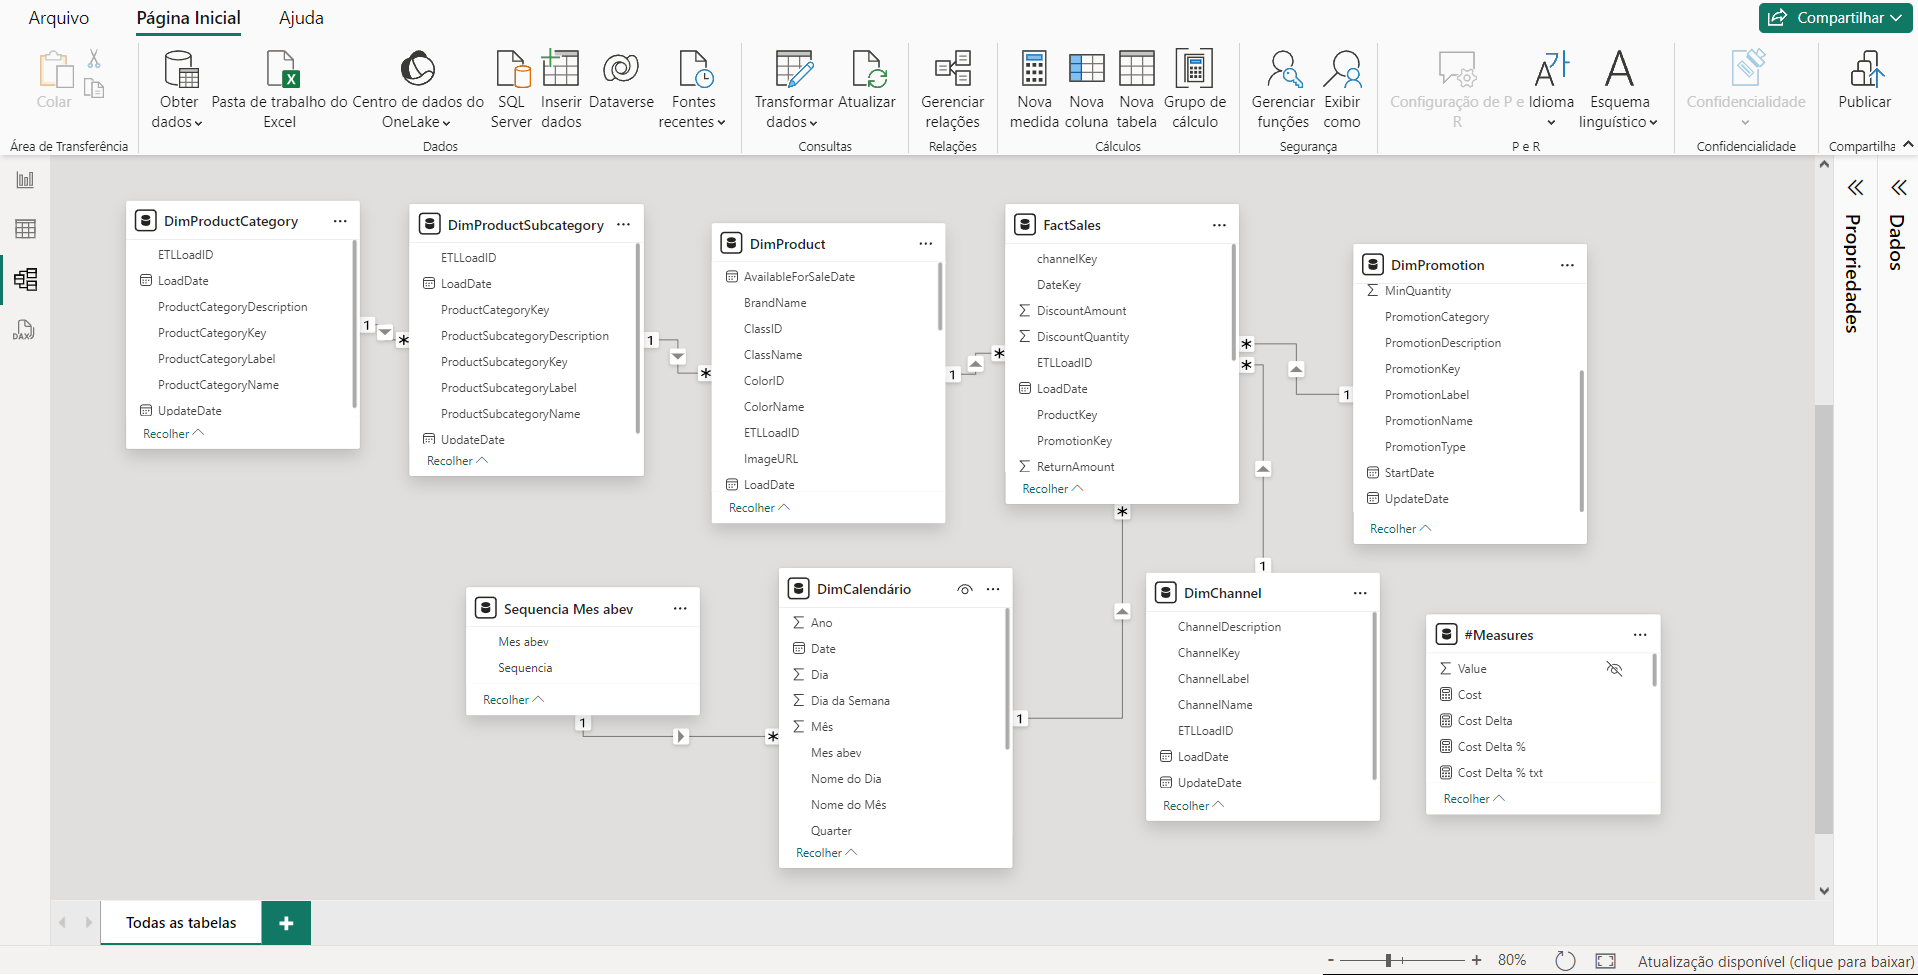 Arquivo
Página Inicial
Ajuda
Compartilhar
Colar
Obter dados
Pasta de trabalho do Excel
Centro de dados do OneLake
SQL Server
Inserir dados
Dataverse
Fontes recentes
Transformar dados
Atualizar
Gerenciar relações
Nova medida
Nova coluna
Nova tabela
Grupo de cálculo
Gerenciar funções
Exibir como
Configuração de P e R
Idioma
Esquema linguístico
Confidencialidade
Publicar
Área de Transferência
Dados
Consultas
Relações
Cálculos
Segurança
P e R
Confidencialidade
Compartilha
DAX
DimProductCategory
ETLLoadID
LoadDate
ProductCategoryDescription
ProductCategoryKey
ProductCategoryLabel
ProductCategoryName
UpdateDate
Recolher
1
*
DimProductSubcategory
ETLLoadID
LoadDate
ProductCategoryKey
ProductSubcategoryDescription
ProductSubcategoryKey
ProductSubcategoryLabel
ProductSubcategoryName
UpdateDate
Recolher
1
*
DimProduct
AvailableForSaleDate
BrandName
ClassID
ClassName
ColorID
ColorName
ETLLoadID
ImageURL
LoadDate
Recolher
1
*
FactSales
channelKey
DateKey
DiscountAmount
DiscountQuantity
ETLLoadID
LoadDate
ProductKey
PromotionKey
ReturnAmount
Recolher
*
*
*
1
DimPromotion
MinQuantity
PromotionCategory
PromotionDescription
PromotionKey
PromotionLabel
PromotionName
PromotionType
StartDate
UpdateDate
Recolher
Sequencia Mes abev
Mes abev
Sequencia
Recolher
1
*
DimCalendário
Ano
Date
Dia
Dia da Semana
Mês
Mes abev
Nome do Dia
Nome do Mês
Quarter
Recolher
1
1
DimChannel
ChannelDescription
ChannelKey
ChannelLabel
ChannelName
ETLLoadID
LoadDate
UpdateDate
Recolher
#Measures
Value
Cost
Cost Delta
Cost Delta %
Cost Delta % txt
Recolher
Propriedades
Dados
Todas as tabelas
+
- + 80%
Atualização disponível (clique para baixar)